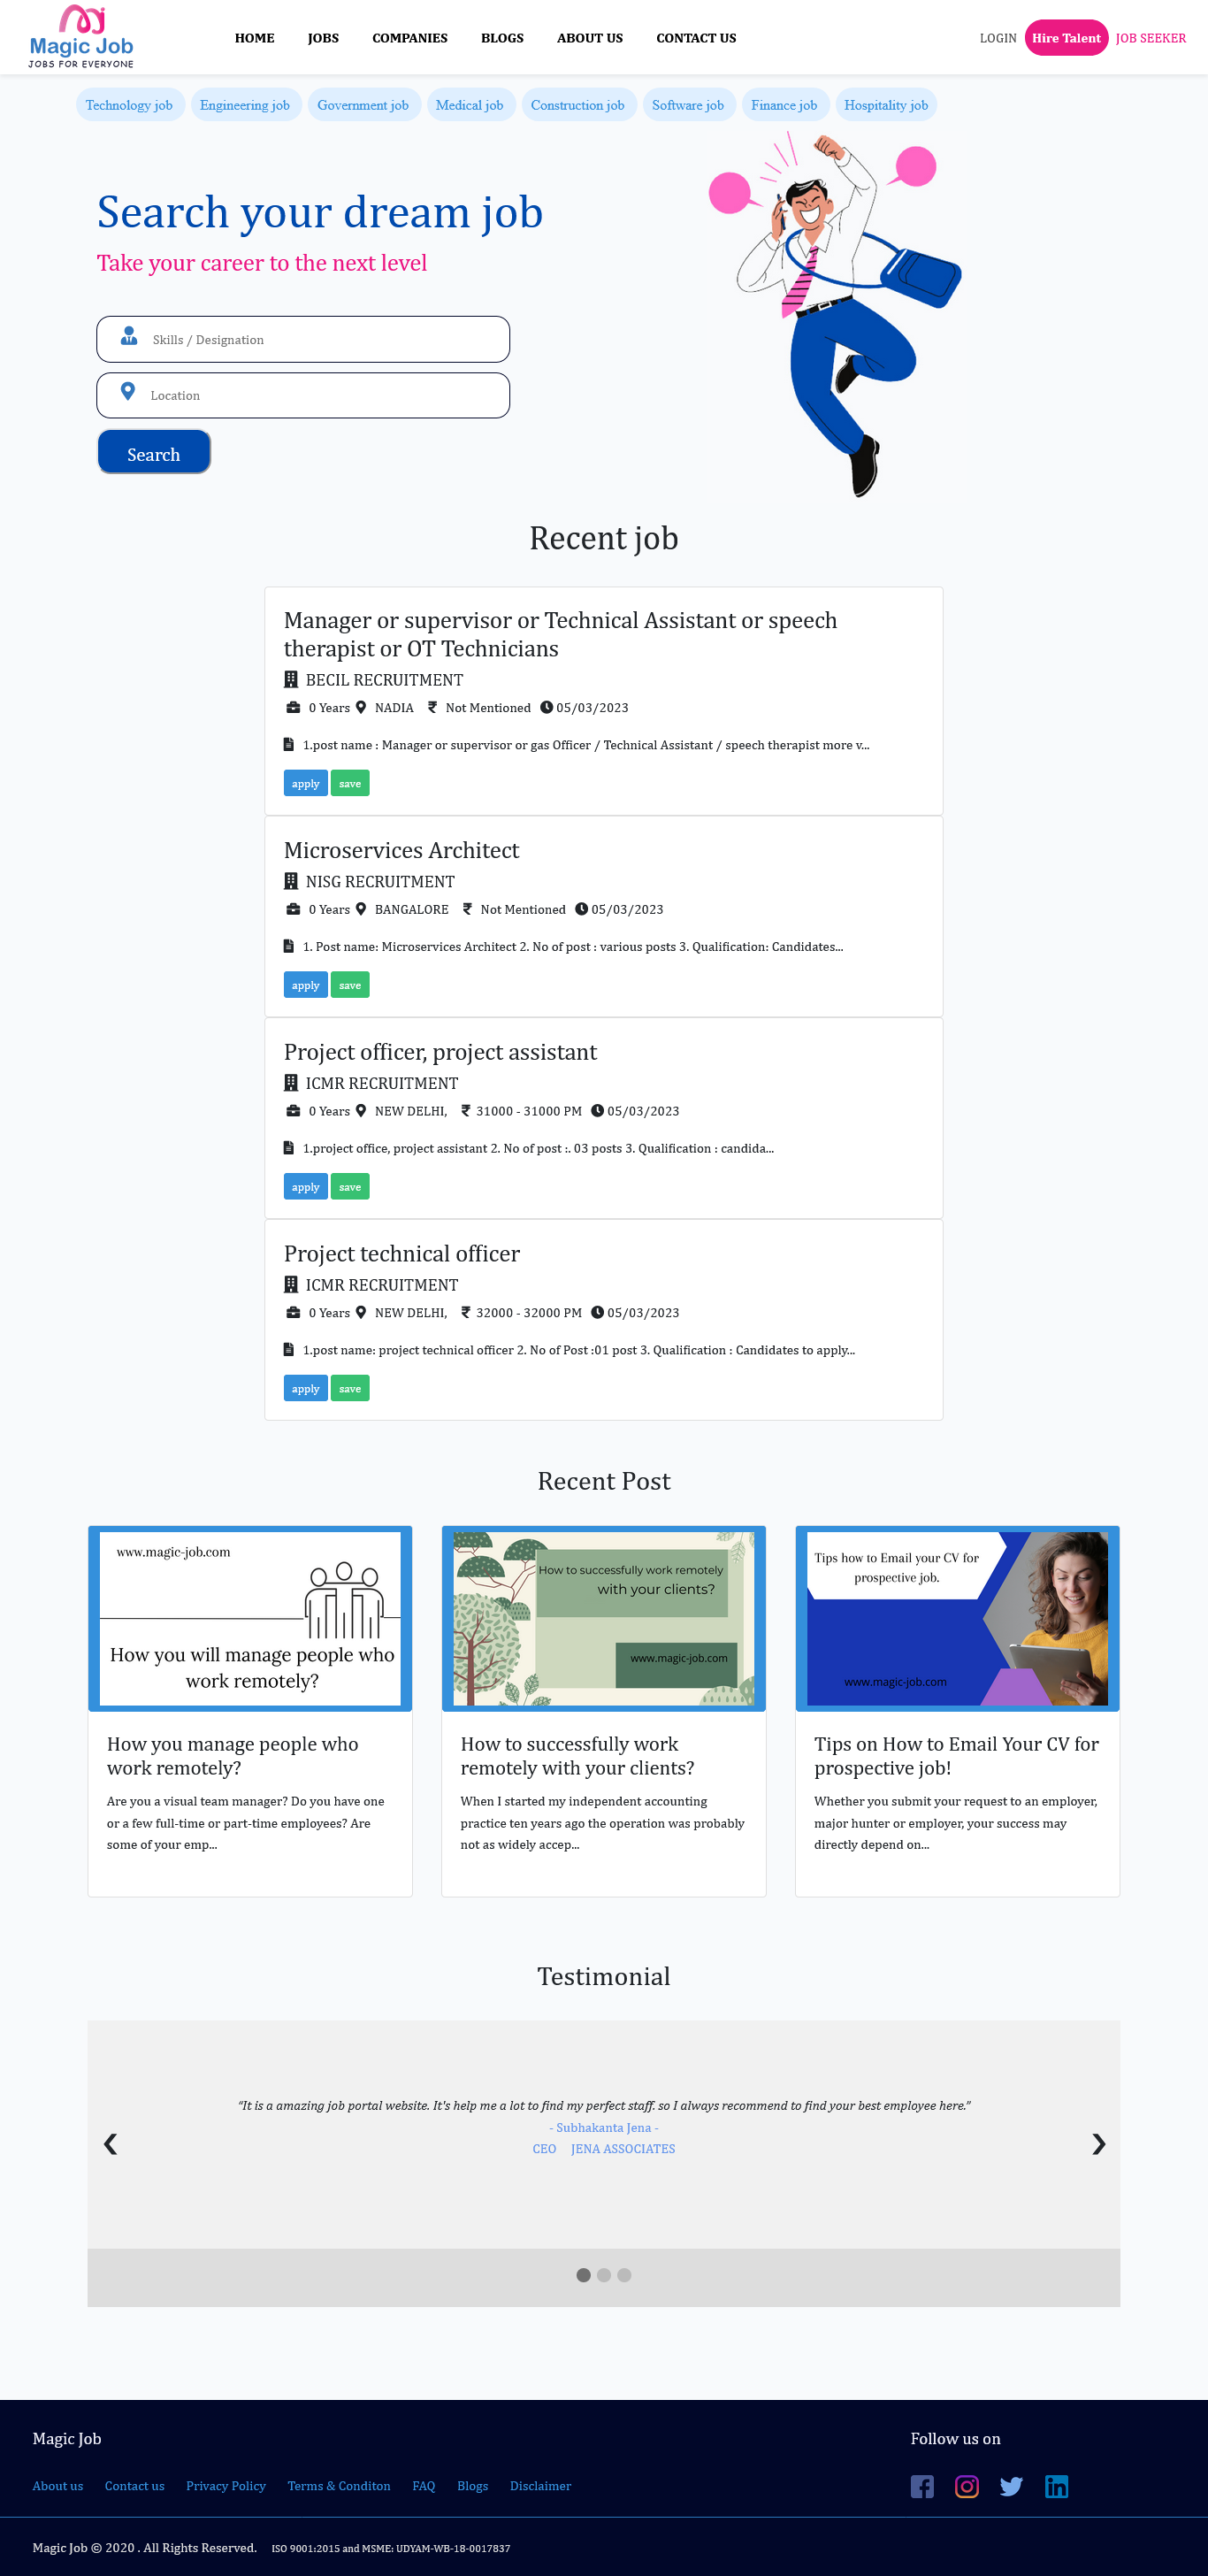 Magic Job
JOBS FOR EVERYONE
HOME JOBS COMPANIES BLOGS ABOUT US CONTACT US LOGIN Hire Talent JOB SEEKER
Technology job Engineering job Government job Medical job Construction job Software job Finance job Hospitality job
Search your dream job
Take your career to the next level
Skills / Designation
Location
Search
Recent job
Manager or supervisor or Technical Assistant or speech
therapist or OT Technicians
BECIL RECRUITMENT
0 Years NADIA ₹ Not Mentioned 05/03/2023
1.post name : Manager or supervisor or gas Officer / Technical Assistant / speech therapist more v...
apply save
Microservices Architect
NISG RECRUITMENT
0 Years BANGALORE ₹ Not Mentioned 05/03/2023
1. Post name: Microservices Architect 2. No of post : various posts 3. Qualification: Candidates...
apply save
Project officer, project assistant
ICMR RECRUITMENT
0 Years NEW DELHI, ₹ 31000 - 31000 PM 05/03/2023
1.project office, project assistant 2. No of post :. 03 posts 3. Qualification : candida...
apply save
Project technical officer
ICMR RECRUITMENT
0 Years NEW DELHI, ₹ 32000 - 32000 PM 05/03/2023
1.post name: project technical officer 2. No of Post :01 post 3. Qualification : Candidates to apply...
apply save
Recent Post
www.magic-job.com
How you will manage people who
work remotely?
How you manage people who
work remotely?
Are you a visual team manager? Do you have one
or a few full-time or part-time employees? Are
some of your emp...
How to successfully work remotely
with your clients?
www.magic-job.com
How to successfully work
remotely with your clients?
When I started my independent accounting
practice ten years ago the operation was probably
not as widely accep...
Tips how to Email your CV for
prospective job.
www.magic-job.com
Tips on How to Email Your CV for
prospective job!
Whether you submit your request to an employer,
major hunter or employer, your success may
directly depend on...
Testimonial
"It is a amazing job portal website. It's help me a lot to find my perfect staff. so I always recommend to find your best employee here."
- Subhakanta Jena -
CEO JENA ASSOCIATES
❮ ❯
Magic Job Follow us on
About us Contact us Privacy Policy Terms & Conditon FAQ Blogs Disclaimer
Magic Job © 2020 . All Rights Reserved. ISO 9001:2015 and MSME: UDYAM-WB-18-0017837